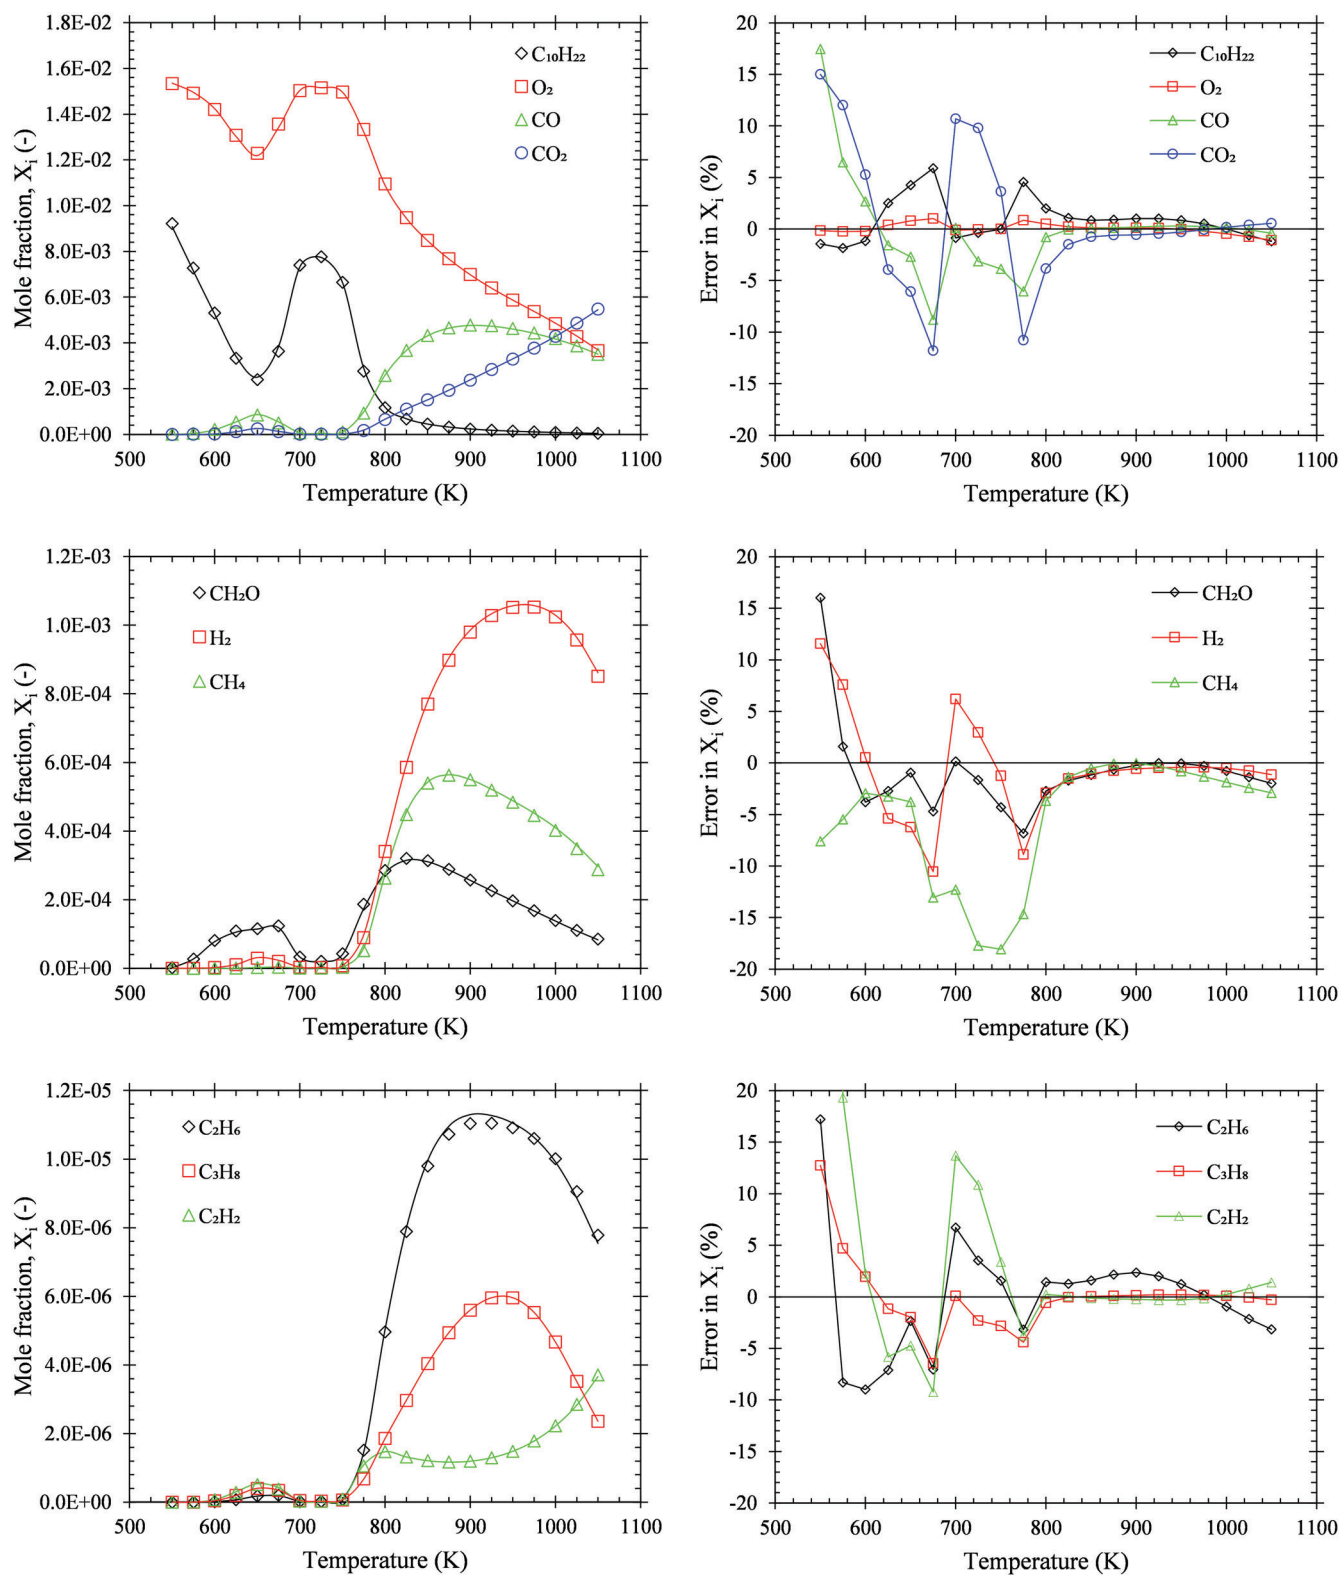 1.8E-02
1.6E-02
1.4E-02
1.2E-02
1.0E-02
8.0E-03
6.0E-03
4.0E-03
2.0E-03
0.0E+00
Mole fraction, Xᵢ (-)
C₁₀H₂₂
O₂
CO
CO₂
500 600 700 800 900 1000 1100
Temperature (K)
20
15
10
5
0
-5
-10
-15
-20
Error in Xᵢ (%)
C₁₀H₂₂
O₂
CO
CO₂
500 600 700 800 900 1000 1100
Temperature (K)
1.2E-03
1.0E-03
8.0E-04
6.0E-04
4.0E-04
2.0E-04
0.0E+00
Mole fraction, Xᵢ (-)
CH₂O
H₂
CH₄
500 600 700 800 900 1000 1100
Temperature (K)
20
15
10
5
0
-5
-10
-15
-20
Error in Xᵢ (%)
CH₂O
H₂
CH₄
500 600 700 800 900 1000 1100
Temperature (K)
1.2E-05
1.0E-05
8.0E-06
6.0E-06
4.0E-06
2.0E-06
0.0E+00
Mole fraction, Xᵢ (-)
C₂H₆
C₃H₈
C₂H₂
500 600 700 800 900 1000 1100
Temperature (K)
20
15
10
5
0
-5
-10
-15
-20
Error in Xᵢ (%)
C₂H₆
C₃H₈
C₂H₂
500 600 700 800 900 1000 1100
Temperature (K)